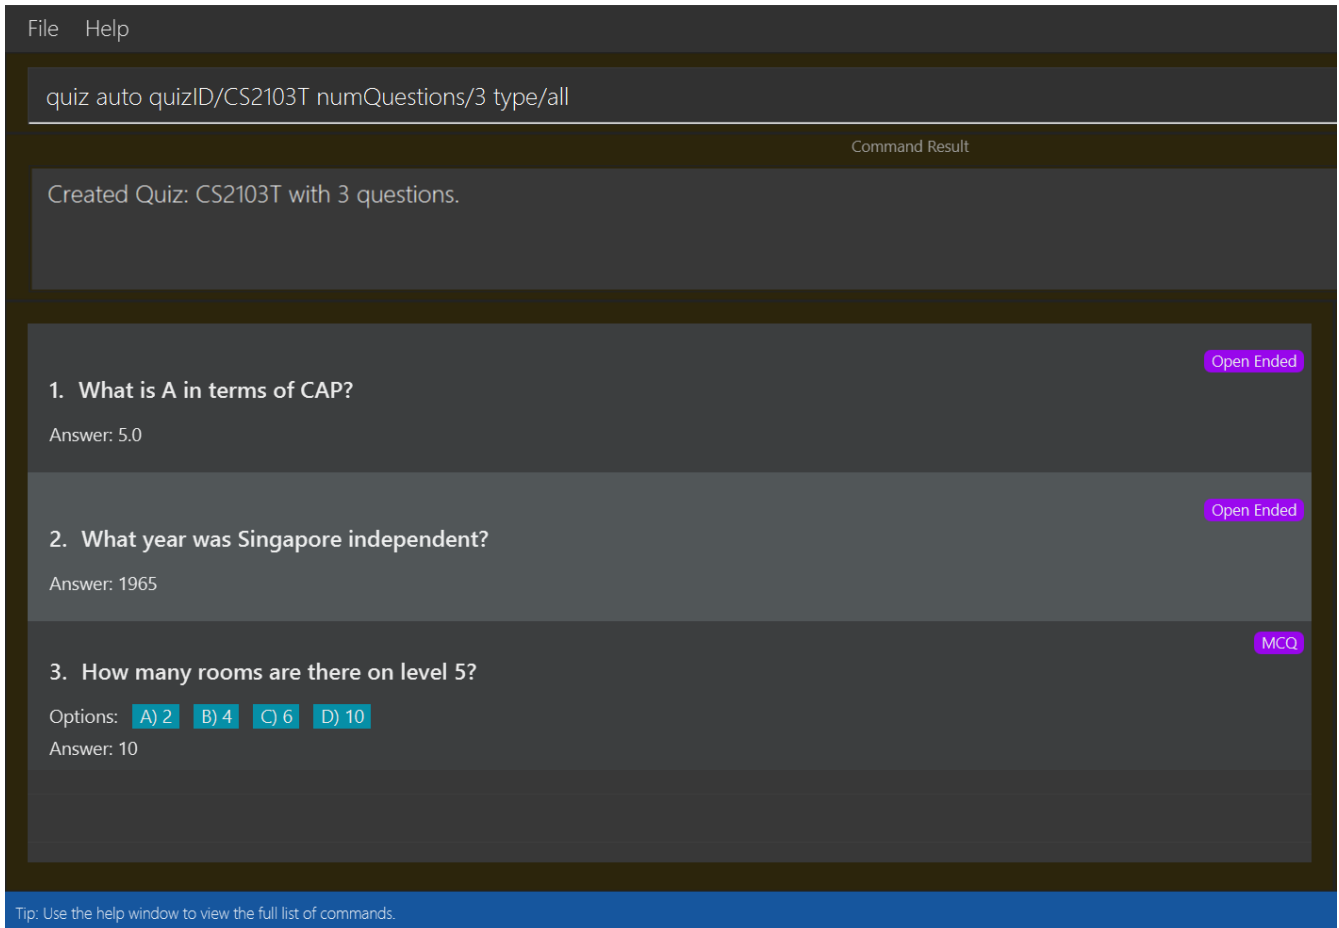 File Help
quiz auto quizID/CS2103T numQuestions/3 type/all
Command Result
Created Quiz: CS2103T with 3 questions.
Open Ended
1. What is A in terms of CAP?
Answer: 5.0
Open Ended
2. What year was Singapore independent?
Answer: 1965
MCQ
3. How many rooms are there on level 5?
Options: A) 2 B) 4 C) 6 D) 10
Answer: 10
Tip: Use the help window to view the full list of commands.